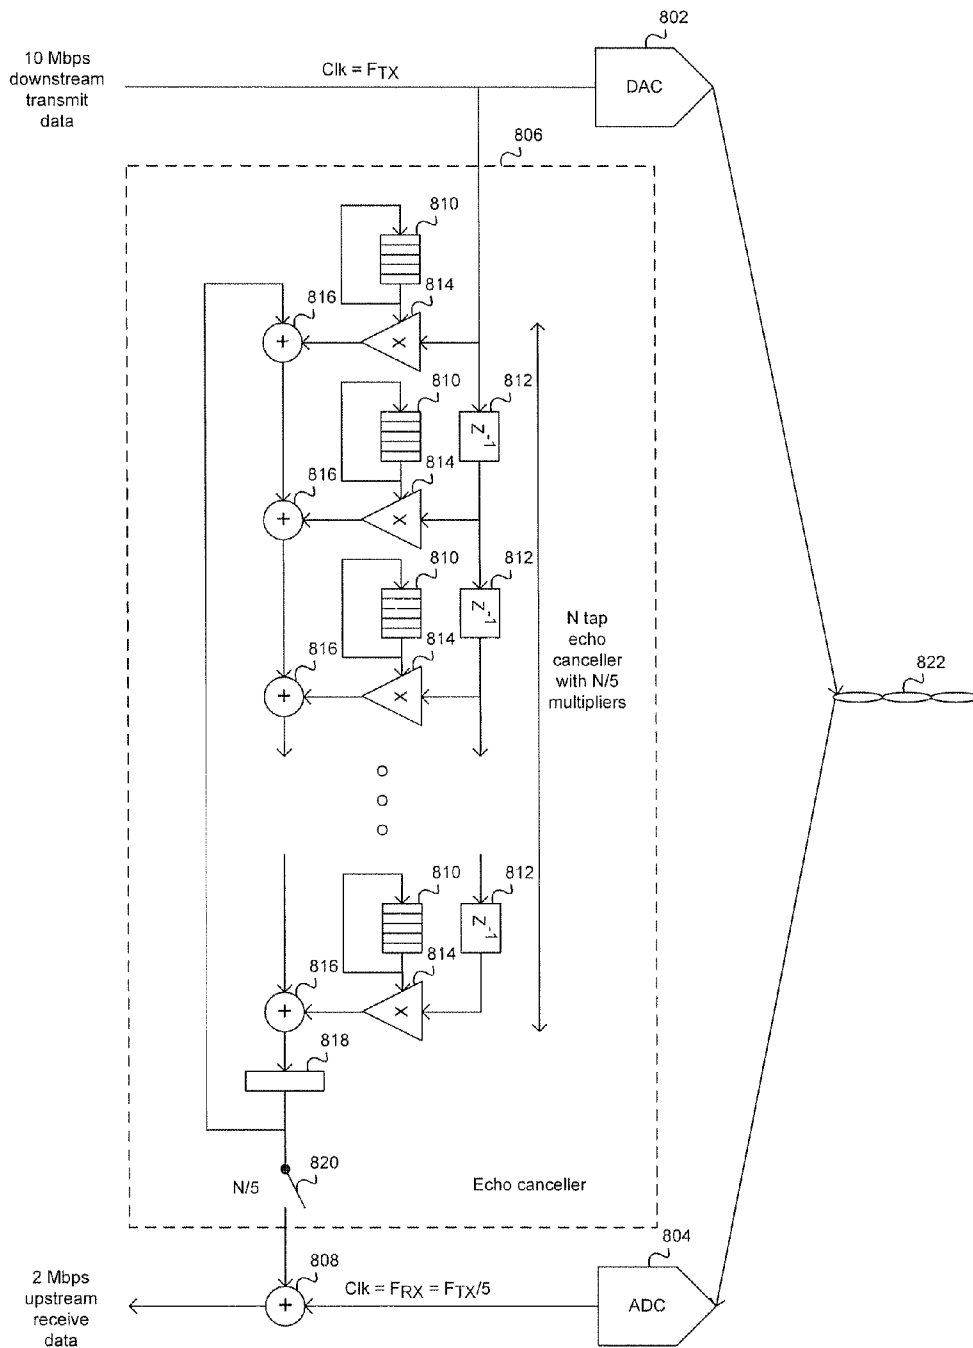 802
10 Mbps
downstream
transmit
data
Clk = FTX
DAC
806
810
814
816
X
+
810
812
Z-1
814
816
X
+
810
812
Z-1
814
816
X
+
N tap
echo
canceller
with N/5
multipliers
822
810
812
Z-1
814
816
X
+
818
820
N/5
Echo canceller
804
2 Mbps
upstream
receive
data
808
+
Clk = FRX = FTX/5
ADC